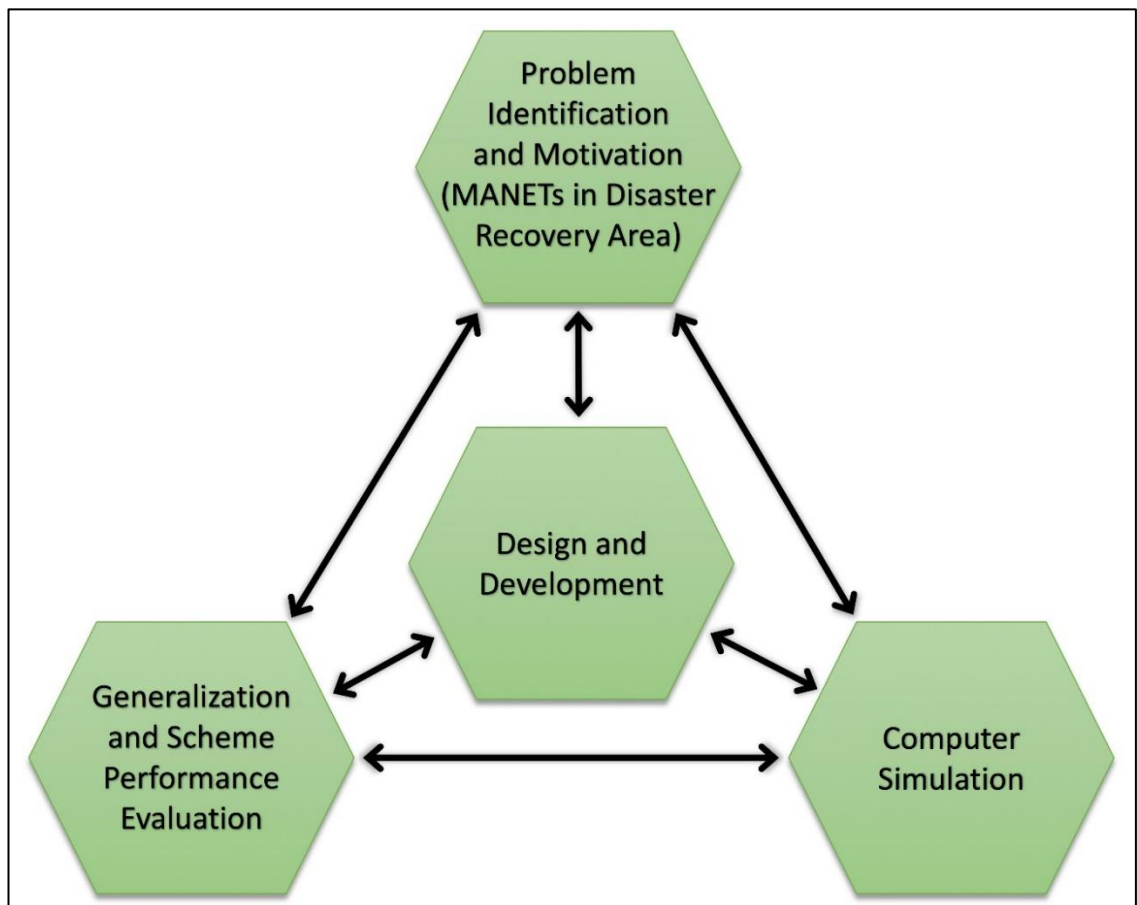 Problem
Identification
and Motivation
(MANETs in Disaster
Recovery Area)
Design and
Development
Generalization
and Scheme
Performance
Evaluation
Computer
Simulation